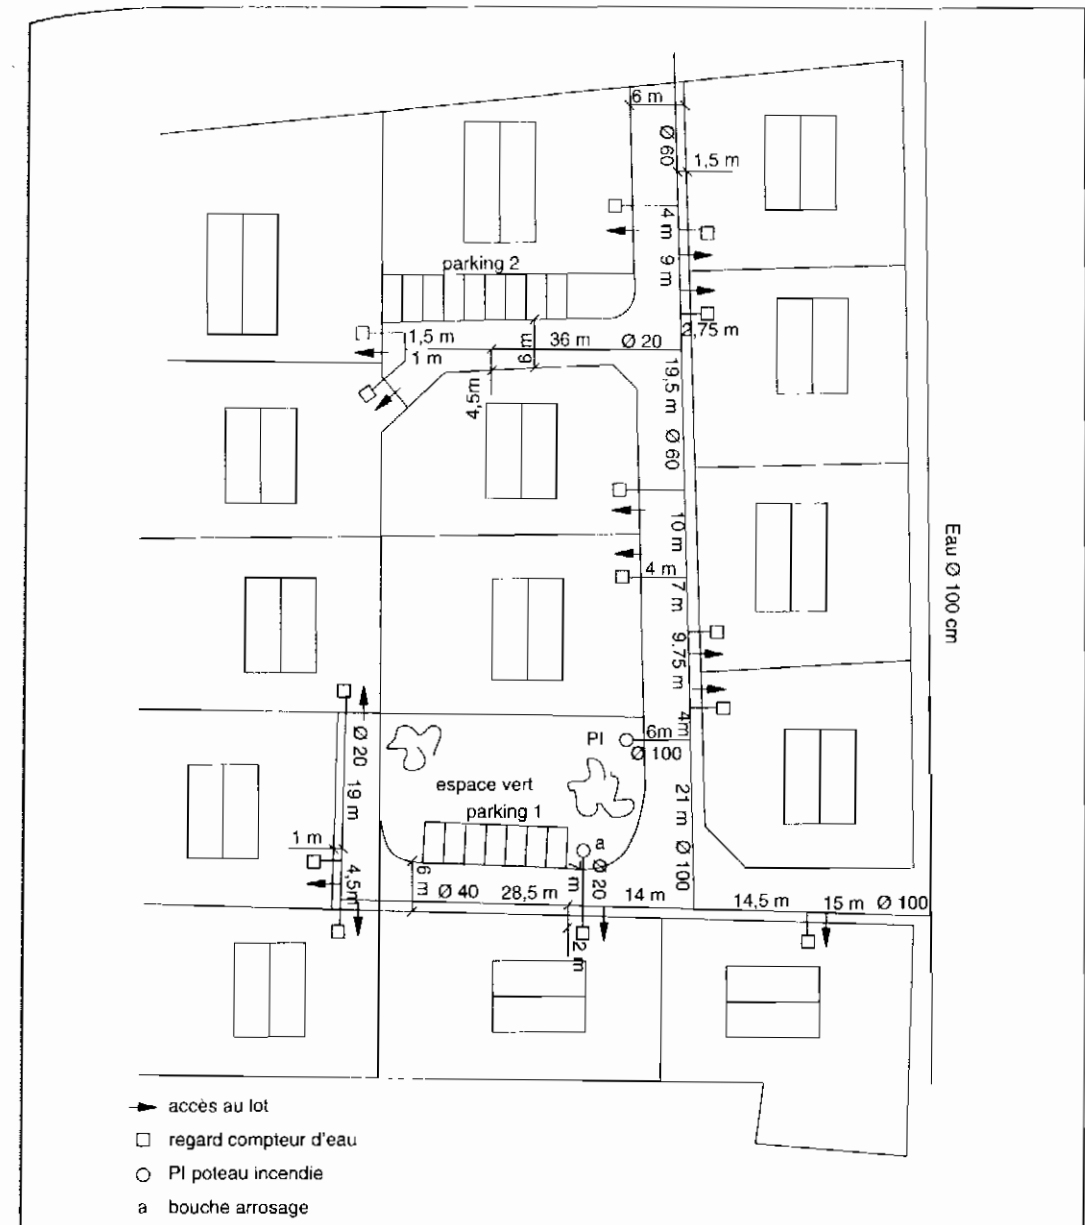 6 m
Ø 60
1,5 m
4 m
9 m
parking 2
2,75 m
1,5 m
1 m
6 m
36 m
Ø 20
4,5m
19,5 m
Ø 60
10 m
4 m
7 m
Eau Ø 100 cm
9.75 m
4m
PI
6m
Ø 100
Ø 20
19 m
espace vert
parking 1
21 m
Ø 100
1 m
a
4,5m
6 m
Ø 40
28,5 m
7 m
Ø 20
14 m
14,5 m
15 m
Ø 100
2 m
accès au lot
regard compteur d'eau
PI poteau incendie
a bouche arrosage